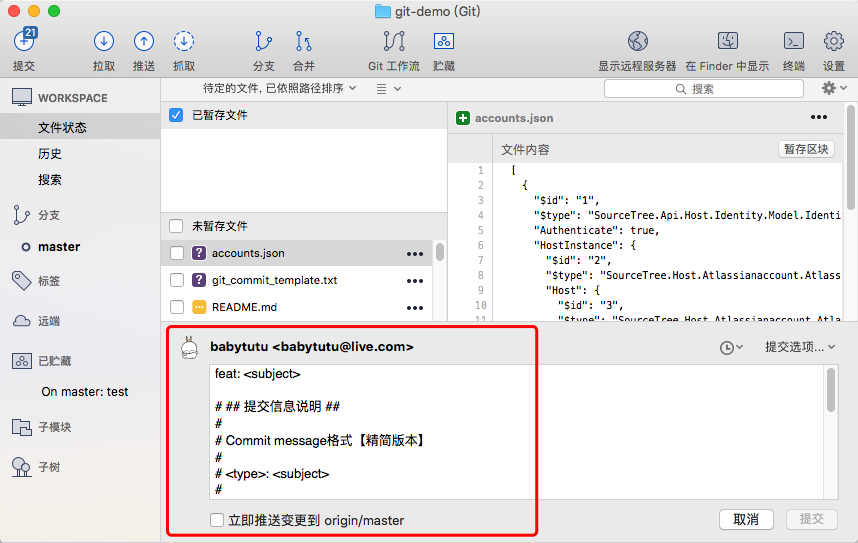 git-demo (Git)
21
提交
拉取
推送
抓取
分支
合并
Git 工作流
贮藏
显示远程服务器
在 Finder 中显示
终端
设置
WORKSPACE
文件状态
历史
搜索
分支
master
标签
远端
已贮藏
On master: test
子模块
子树
待定的文件, 已依照路径排序
搜索
已暂存文件
未暂存文件
accounts.json
git_commit_template.txt
README.md
accounts.json
文件内容
暂存区块
1 [
2 {
3 "$id": "1",
4 "$type": "SourceTree.Api.Host.Identity.Model.Identi
5 "Authenticate": true,
6 "HostInstance": {
7 "$id": "2",
8 "$type": "SourceTree.Host.Atlassianaccount.Atlass
9 "Host": {
10 "$id": "3",
11 "$type": "SourceTree.Host.Atlassianaccount.Atla
babytutu <babytutu@live.com>
提交选项...
feat: <subject>
# ## 提交信息说明 ##
#
# Commit message格式【精简版本】
#
# <type>: <subject>
#
立即推送变更到 origin/master
取消
提交